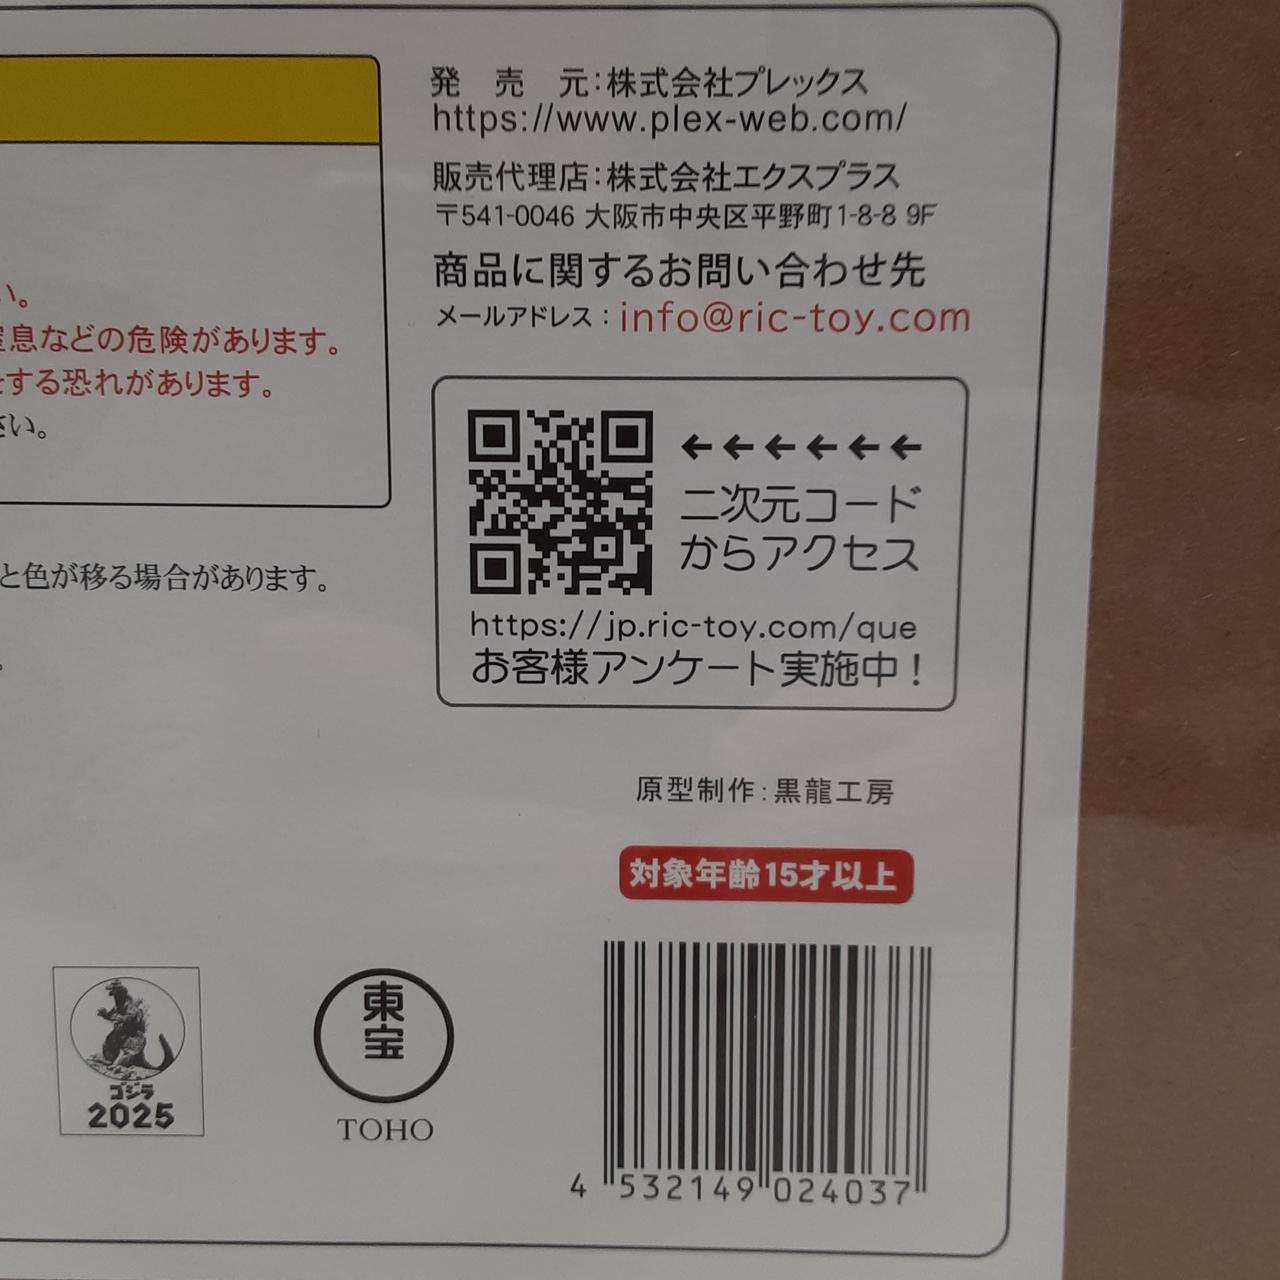 発 売 元：株式会社プレックス
https://www.plex-web.com/
販売代理店：株式会社エクスプラス
〒541-0046 大阪市中央区平野町1-8-8 9F
商品に関するお問い合わせ先
メールアドレス：info@ric-toy.com
い。
息などの危険があります。
する恐れがあります。
さい。
←←←←←←
二次元コード
からアクセス
https://jp.ric-toy.com/que
お客様アンケート実施中！
と色が移る場合があります。
。
原型制作：黒龍工房
対象年齢15才以上
ゴジラ
2025
東宝
TOHO
4 532149 024037